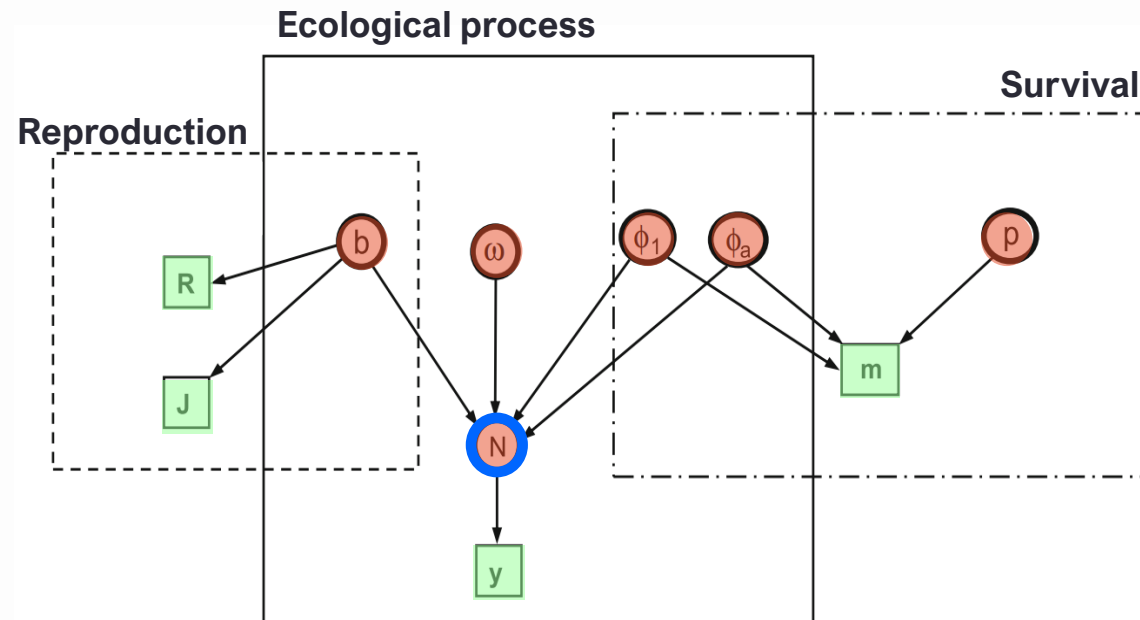 Ecological process
Survival
Reproduction
b
ω
ϕ₁
ϕₐ
p
R
m
J
N
y